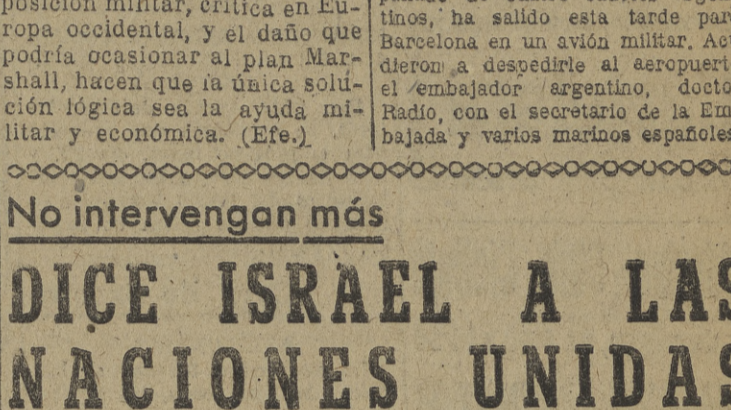 posición militar, crítica en Eu-
ropa occidental, y el daño que
podría ocasionar al plan Mar-
shall, hacen que la única solu-
ción lógica sea la ayuda mi-
litar y económica. (Efe.)
tinos, ha salido esta tarde par
Barcelona en un avión militar. Acu
dieron a despedirle al aeropuert
el embajador argentino, docto
Radío, con el secretario de la Em
bajada y varios marinos españoles
No intervengan más
DICE ISRAEL A LAS
NACIONES UNIDAS